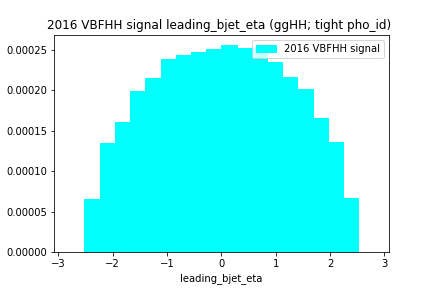 2016 VBFHH signal leading_bjet_eta (ggHH; tight pho_id)
2016 VBFHH signal
0.00025
0.00020
0.00015
0.00010
0.00005
0.00000
−3 −2 −1 0 1 2 3
leading_bjet_eta